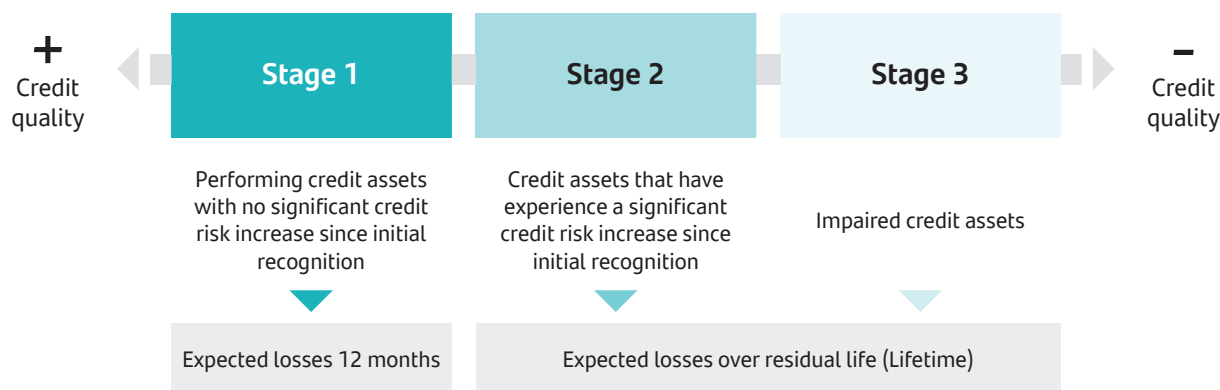 +
Credit
quality
Stage 1
Stage 2
Stage 3
-
Credit
quality
Performing credit assets
with no significant credit
risk increase since initial
recognition
Credit assets that have
experience a significant
credit risk increase since
initial recognition
Impaired credit assets
Expected losses 12 months
Expected losses over residual life (Lifetime)